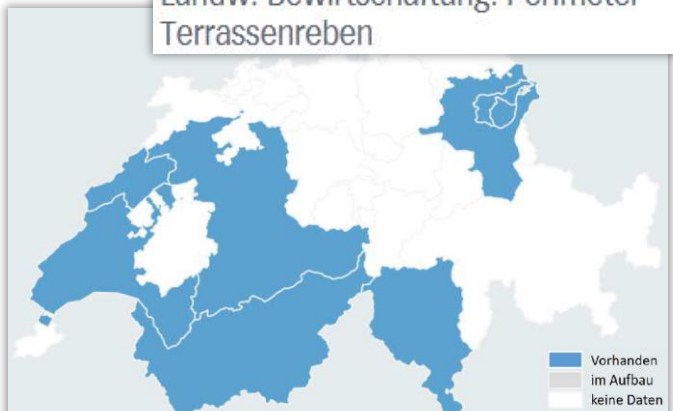 Landw. Bewirtschaftung: Perimeter
Terrassenreben
Vorhanden
im Aufbau
keine Daten